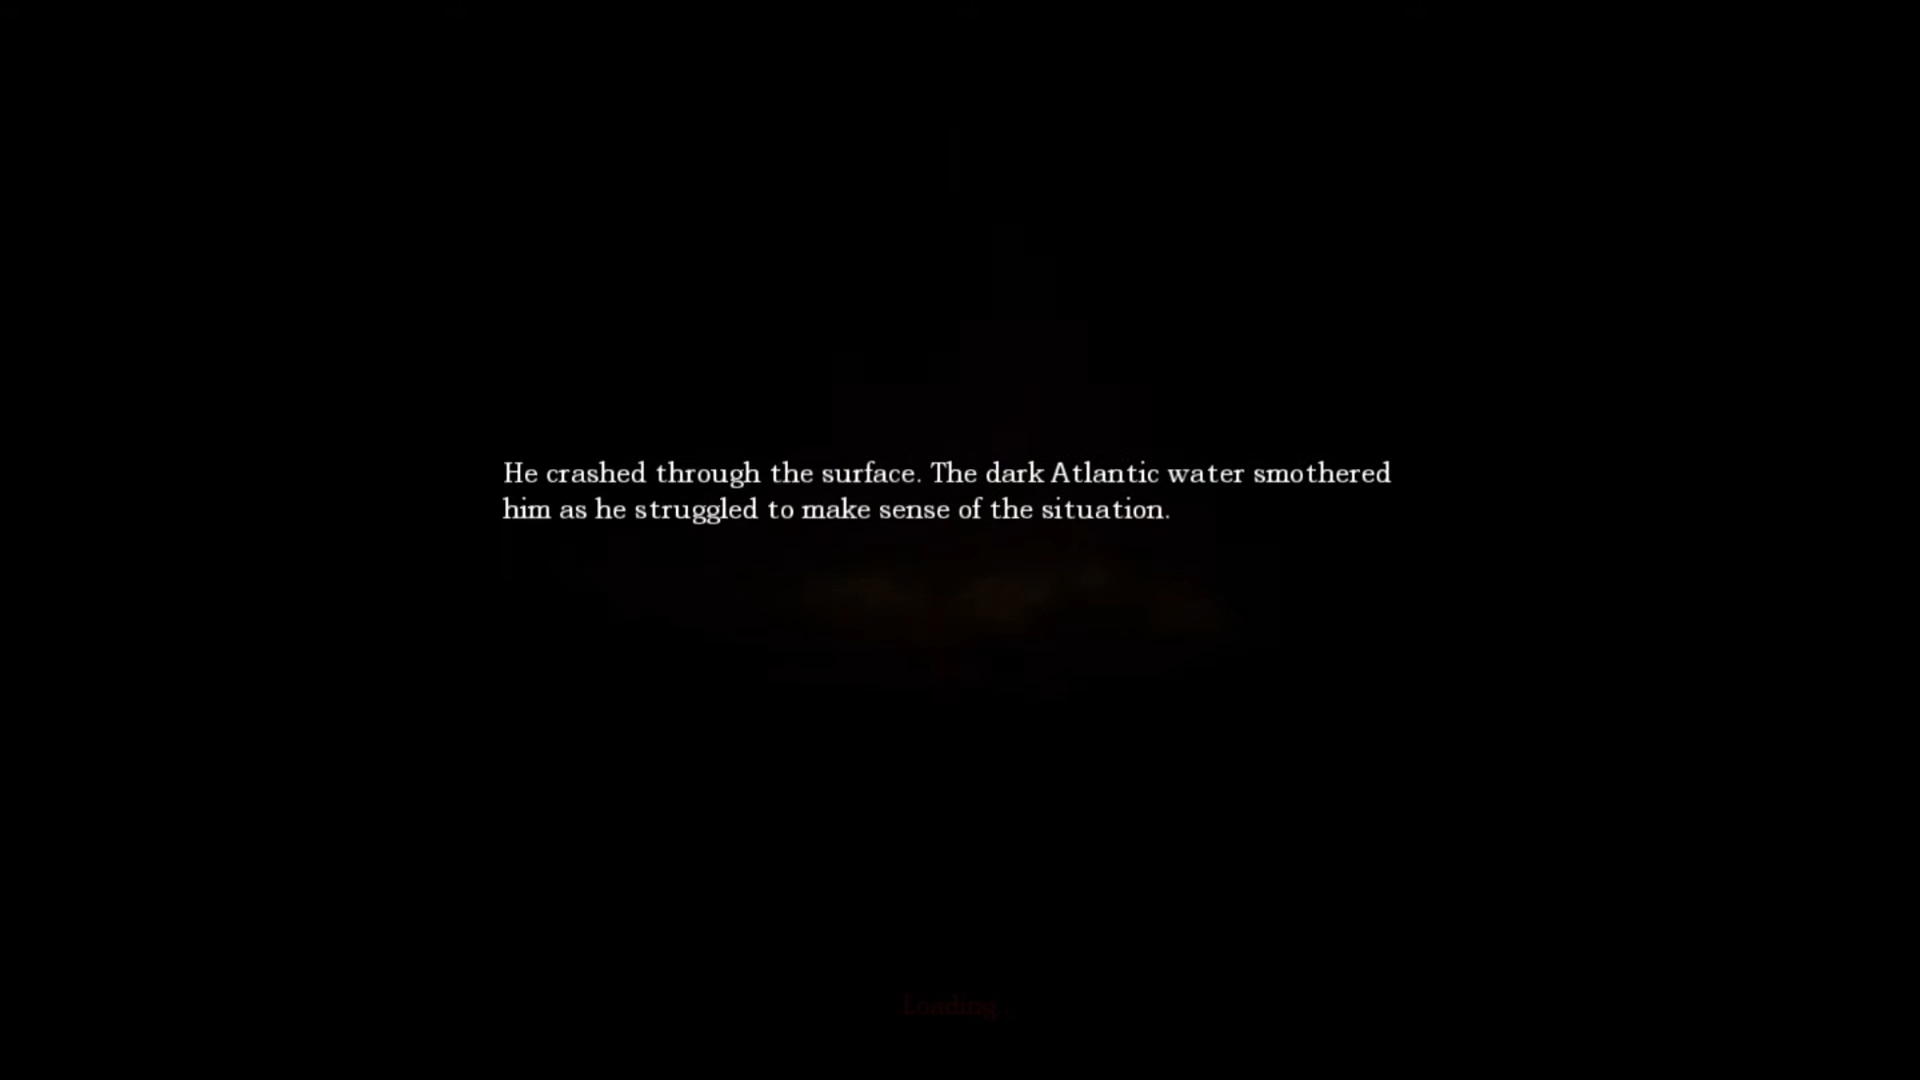 He crashed through the surface. The dark Atlantic water smothered
him as he struggled to make sense of the situation.
Loading..